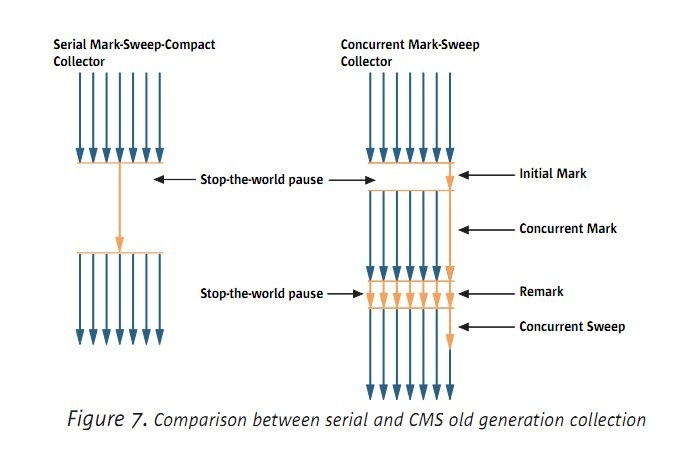 Serial Mark-Sweep-Compact
Collector
Concurrent Mark-Sweep
Collector
Stop-the-world pause
Initial Mark
Concurrent Mark
Stop-the-world pause
Remark
Concurrent Sweep
Figure 7. Comparison between serial and CMS old generation collection